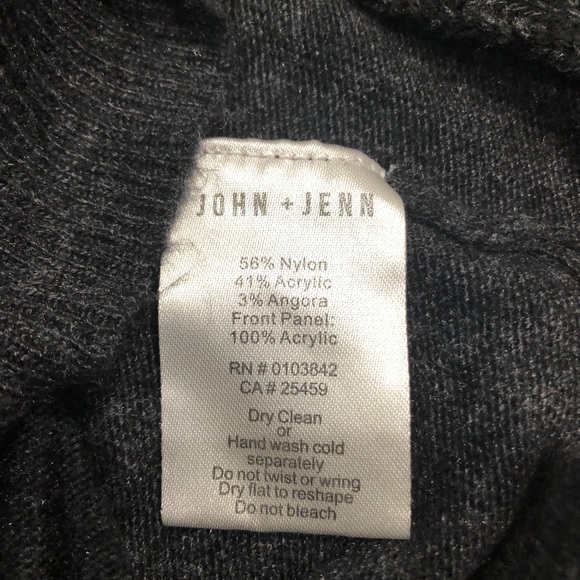 JOHN + JENN
56% Nylon
41% Acrylic
3% Angora
Front Panel:
100% Acrylic
RN # 0103842
CA # 25459
Dry Clean
or
Hand wash cold
separately
Do not twist or wring
Dry flat to reshape
Do not bleach